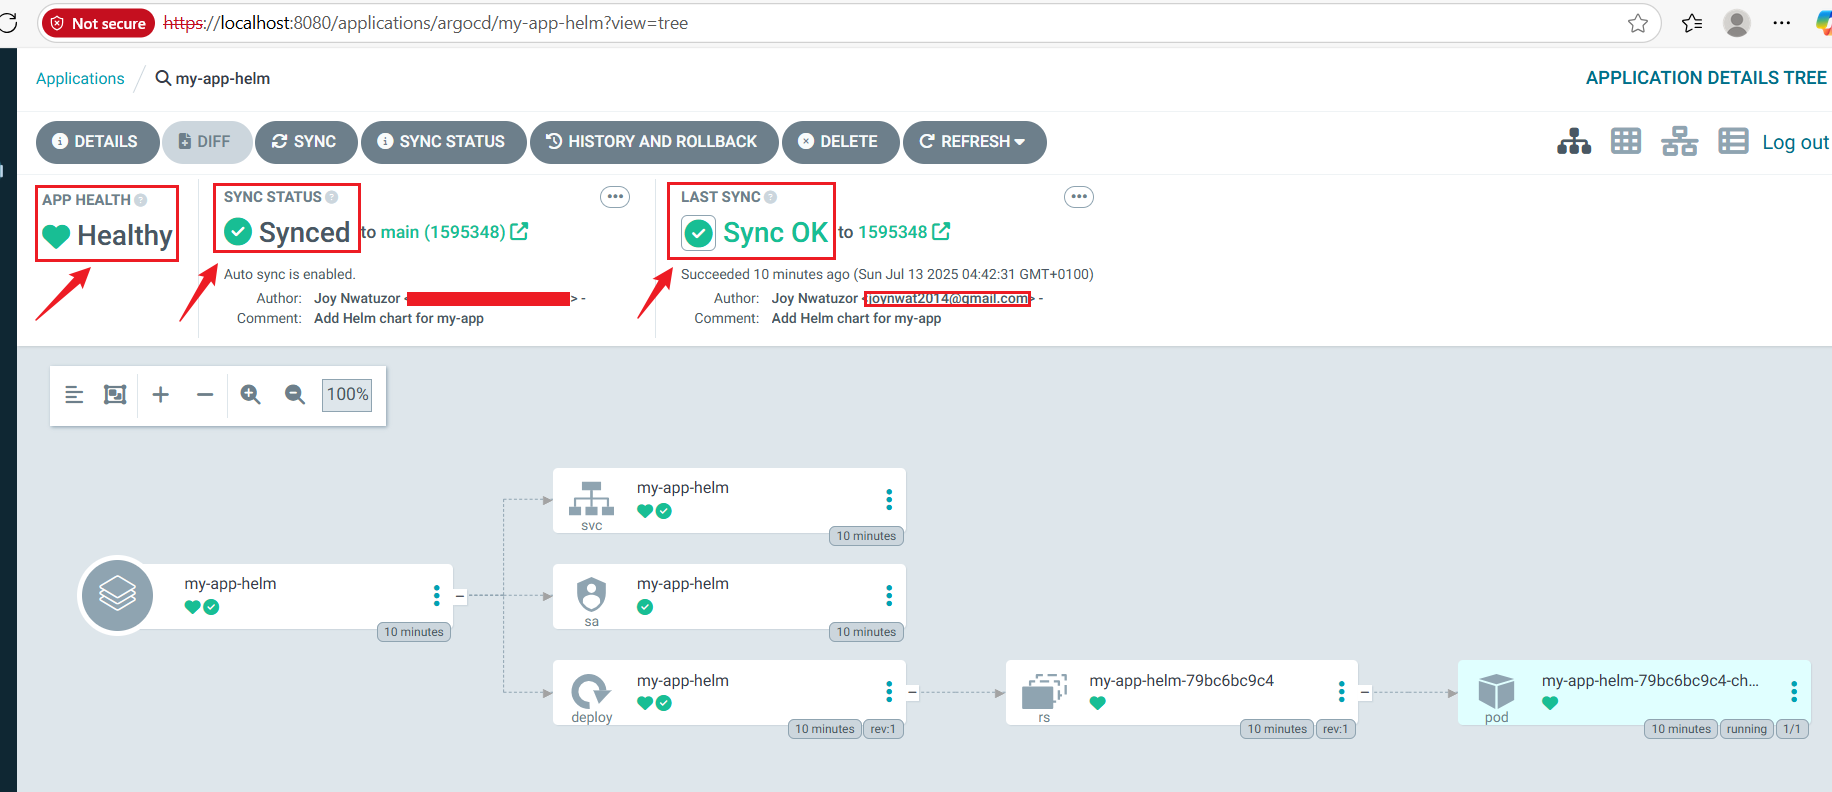 Not secure https://localhost:8080/applications/argocd/my-app-helm?view=tree
Applications / my-app-helm
APPLICATION DETAILS TREE
DETAILS DIFF SYNC SYNC STATUS HISTORY AND ROLLBACK DELETE REFRESH
Log out
APP HEALTH
Healthy
SYNC STATUS
Synced to main (1595348)
Auto sync is enabled.
Author: Joy Nwatuzor < > -
Comment: Add Helm chart for my-app
LAST SYNC
Sync OK to 1595348
Succeeded 10 minutes ago (Sun Jul 13 2025 04:42:31 GMT+0100)
Author: Joy Nwatuzor <joynwat2014@gmail.com> -
Comment: Add Helm chart for my-app
100%
my-app-helm
10 minutes
my-app-helm
svc
10 minutes
my-app-helm
sa
10 minutes
my-app-helm
deploy
10 minutes rev:1
my-app-helm-79bc6bc9c4
rs
10 minutes rev:1
my-app-helm-79bc6bc9c4-ch...
pod
10 minutes running 1/1